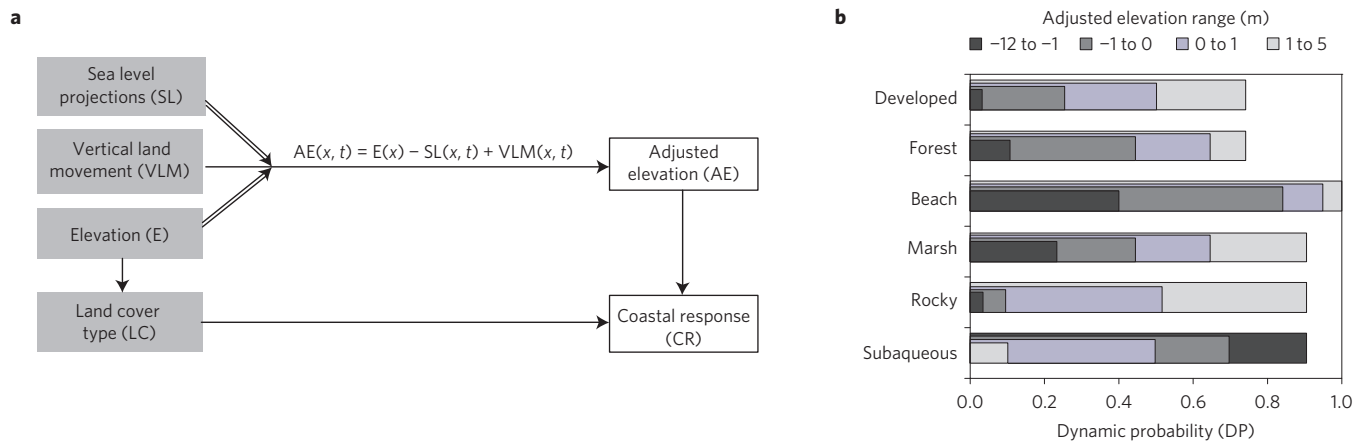 a
Sea level
projections (SL)
Vertical land
movement (VLM)
Elevation (E)
Land cover
type (LC)
AE(x, t) = E(x) − SL(x, t) + VLM(x, t)
Adjusted
elevation (AE)
Coastal response
(CR)
b
Adjusted elevation range (m)
−12 to −1 −1 to 0 0 to 1 1 to 5
Developed
Forest
Beach
Marsh
Rocky
Subaqueous
0.0 0.2 0.4 0.6 0.8 1.0
Dynamic probability (DP)